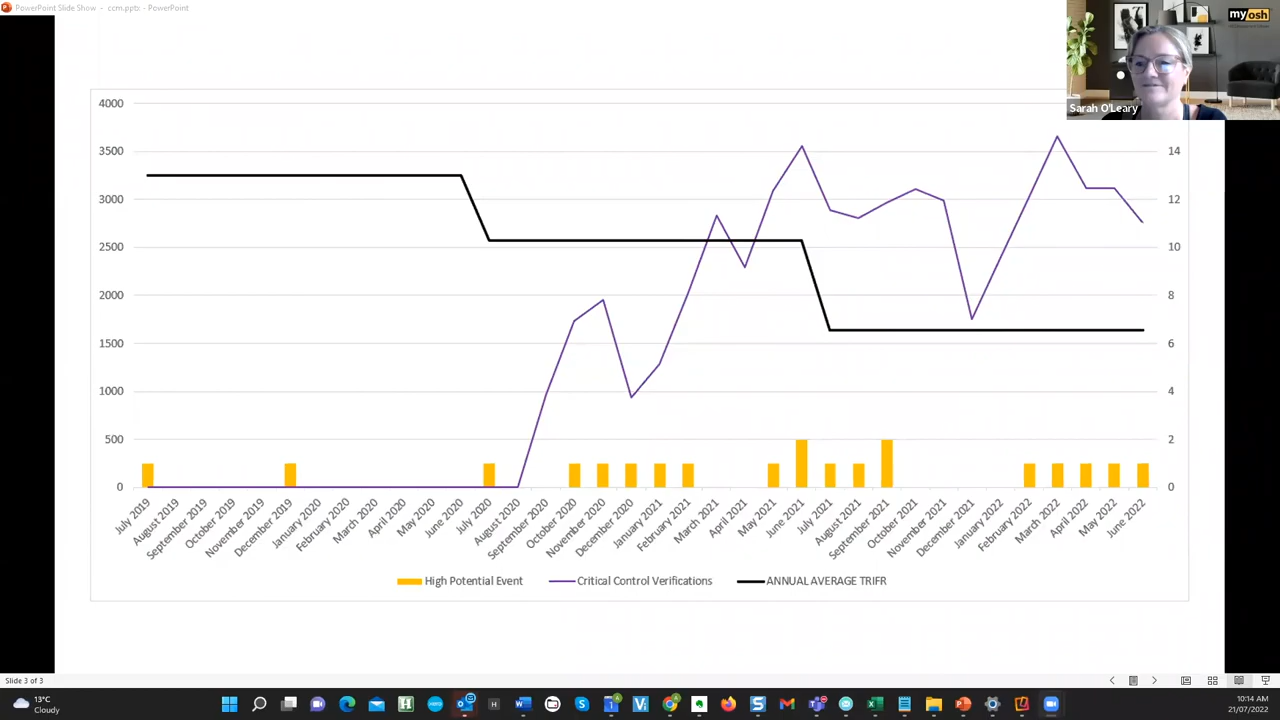 PowerPoint Slide Show - ccm.pptx - PowerPoint
myosh
Sarah O'Leary
4000
3500
3000
2500
2000
1500
1000
500
0
14
12
10
8
6
4
2
0
July 2019
August 2019
September 2019
October 2019
November 2019
December 2019
January 2020
February 2020
March 2020
April 2020
May 2020
June 2020
July 2020
August 2020
September 2020
October 2020
November 2020
December 2020
January 2021
February 2021
March 2021
April 2021
May 2021
June 2021
July 2021
August 2021
September 2021
October 2021
November 2021
December 2021
January 2022
February 2022
March 2022
April 2022
May 2022
June 2022
High Potential Event
Critical Control Verifications
ANNUAL AVERAGE TRIFR
Slide 3 of 3
13°C
Cloudy
10:14 AM
21/07/2022